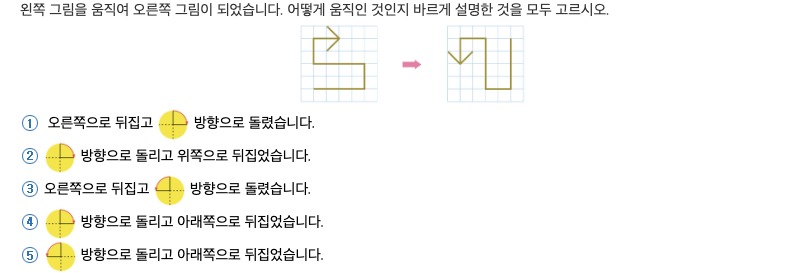 왼쪽 그림을 움직여 오른쪽 그림이 되었습니다. 어떻게 움직인 것인지 바르게 설명한 것을 모두 고르시오.
① 오른쪽으로 뒤집고 방향으로 돌렸습니다.
② 방향으로 돌리고 위쪽으로 뒤집었습니다.
③ 오른쪽으로 뒤집고 방향으로 돌렸습니다.
④ 방향으로 돌리고 아래쪽으로 뒤집었습니다.
⑤ 방향으로 돌리고 아래쪽으로 뒤집었습니다.